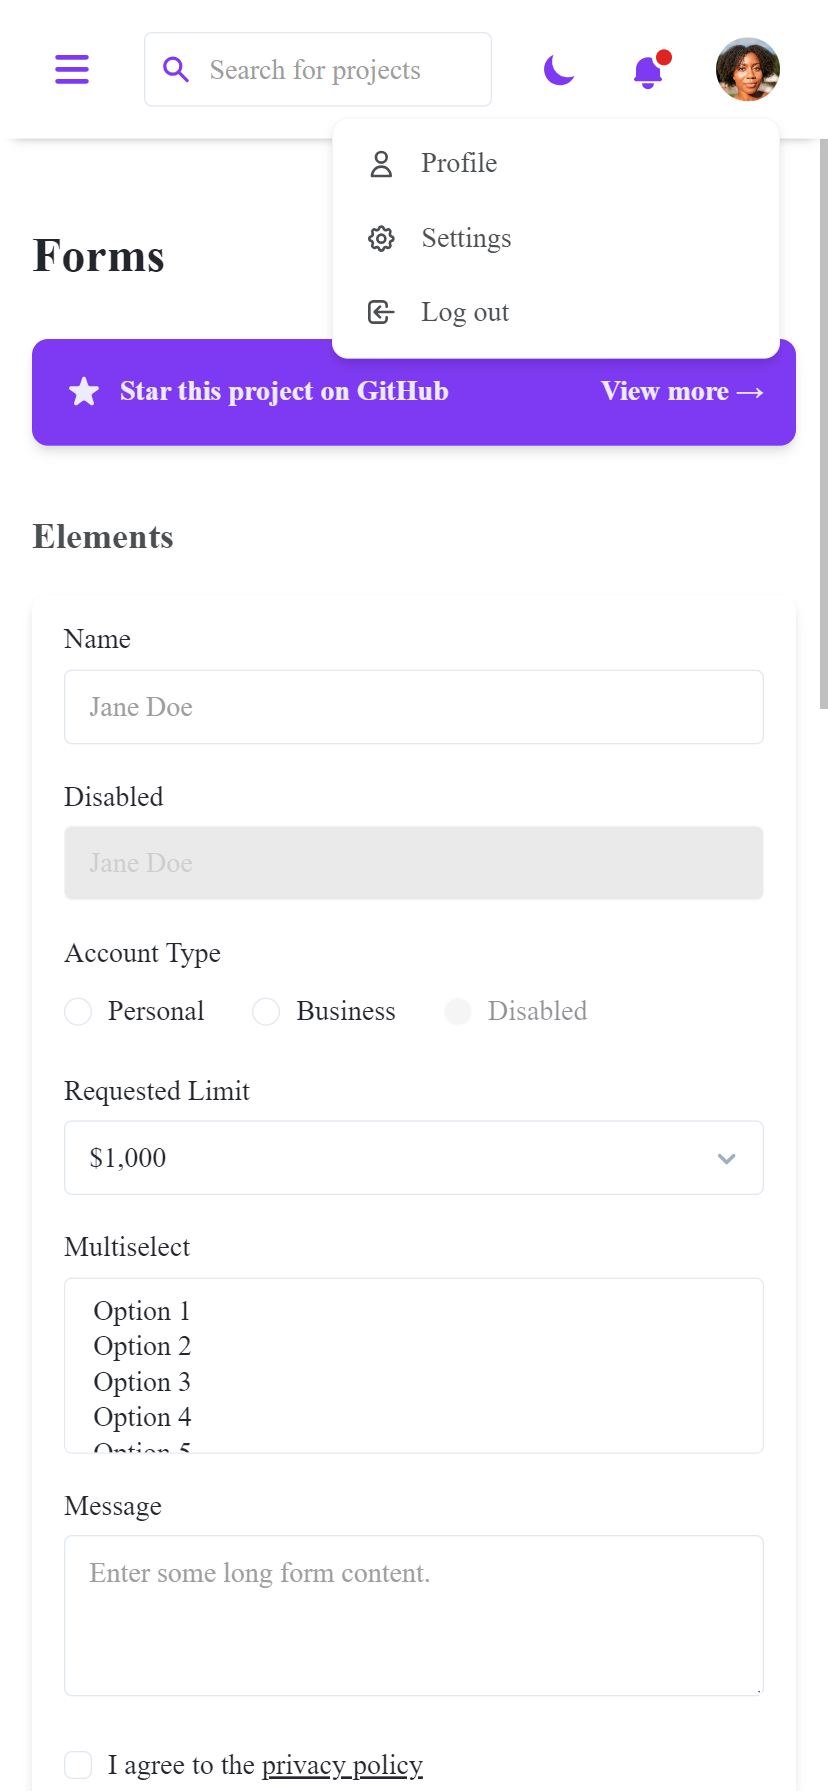 Search for projects
Profile
Settings
Log out
Forms
Star this project on GitHub
View more →
Elements
Name
Jane Doe
Disabled
Jane Doe
Account Type
Personal Business Disabled
Requested Limit
$1,000
Multiselect
Option 1
Option 2
Option 3
Option 4
Option 5
Message
Enter some long form content.
I agree to the privacy policy